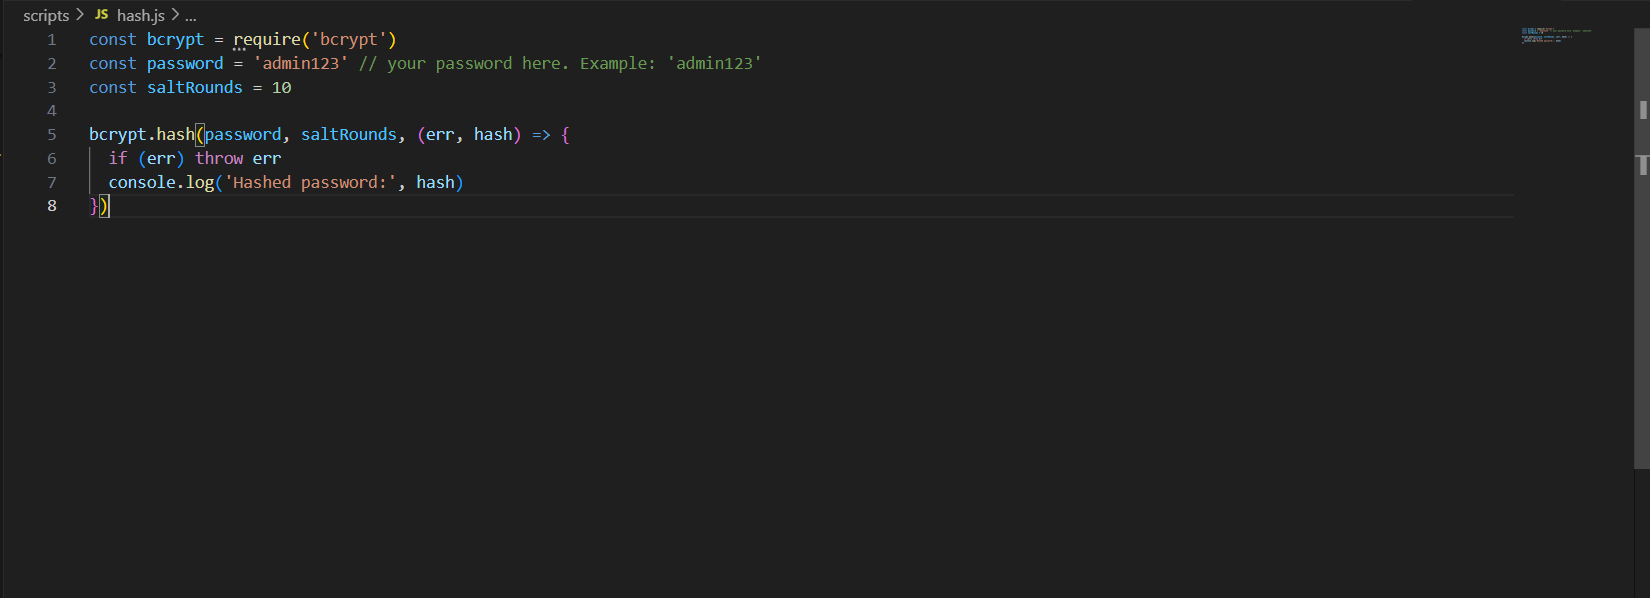 scripts > JS hash.js > ...
1 const bcrypt = require('bcrypt')
2 const password = 'admin123' // your password here. Example: 'admin123'
3 const saltRounds = 10
4
5 bcrypt.hash(password, saltRounds, (err, hash) => {
6   if (err) throw err
7   console.log('Hashed password:', hash)
8 })